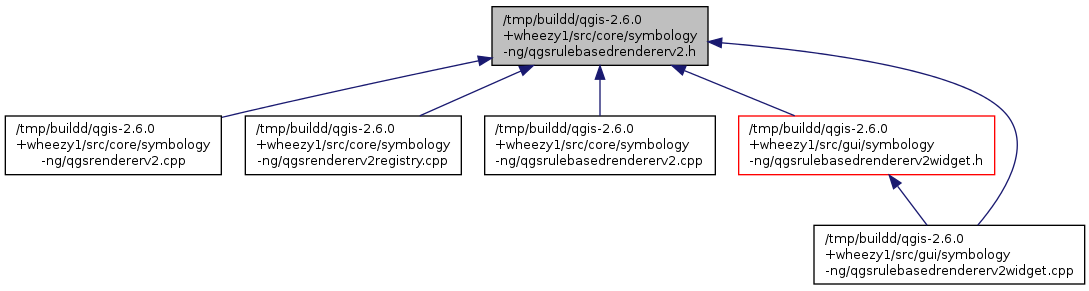 /tmp/buildd/qgis-2.6.0
+wheezy1/src/core/symbology
-ng/qgsrulebasedrendererv2.h
/tmp/buildd/qgis-2.6.0
+wheezy1/src/core/symbology
-ng/qgsrendererv2.cpp
/tmp/buildd/qgis-2.6.0
+wheezy1/src/core/symbology
-ng/qgsrendererv2registry.cpp
/tmp/buildd/qgis-2.6.0
+wheezy1/src/core/symbology
-ng/qgsrulebasedrendererv2.cpp
/tmp/buildd/qgis-2.6.0
+wheezy1/src/gui/symbology
-ng/qgsrulebasedrendererv2widget.h
/tmp/buildd/qgis-2.6.0
+wheezy1/src/gui/symbology
-ng/qgsrulebasedrendererv2widget.cpp